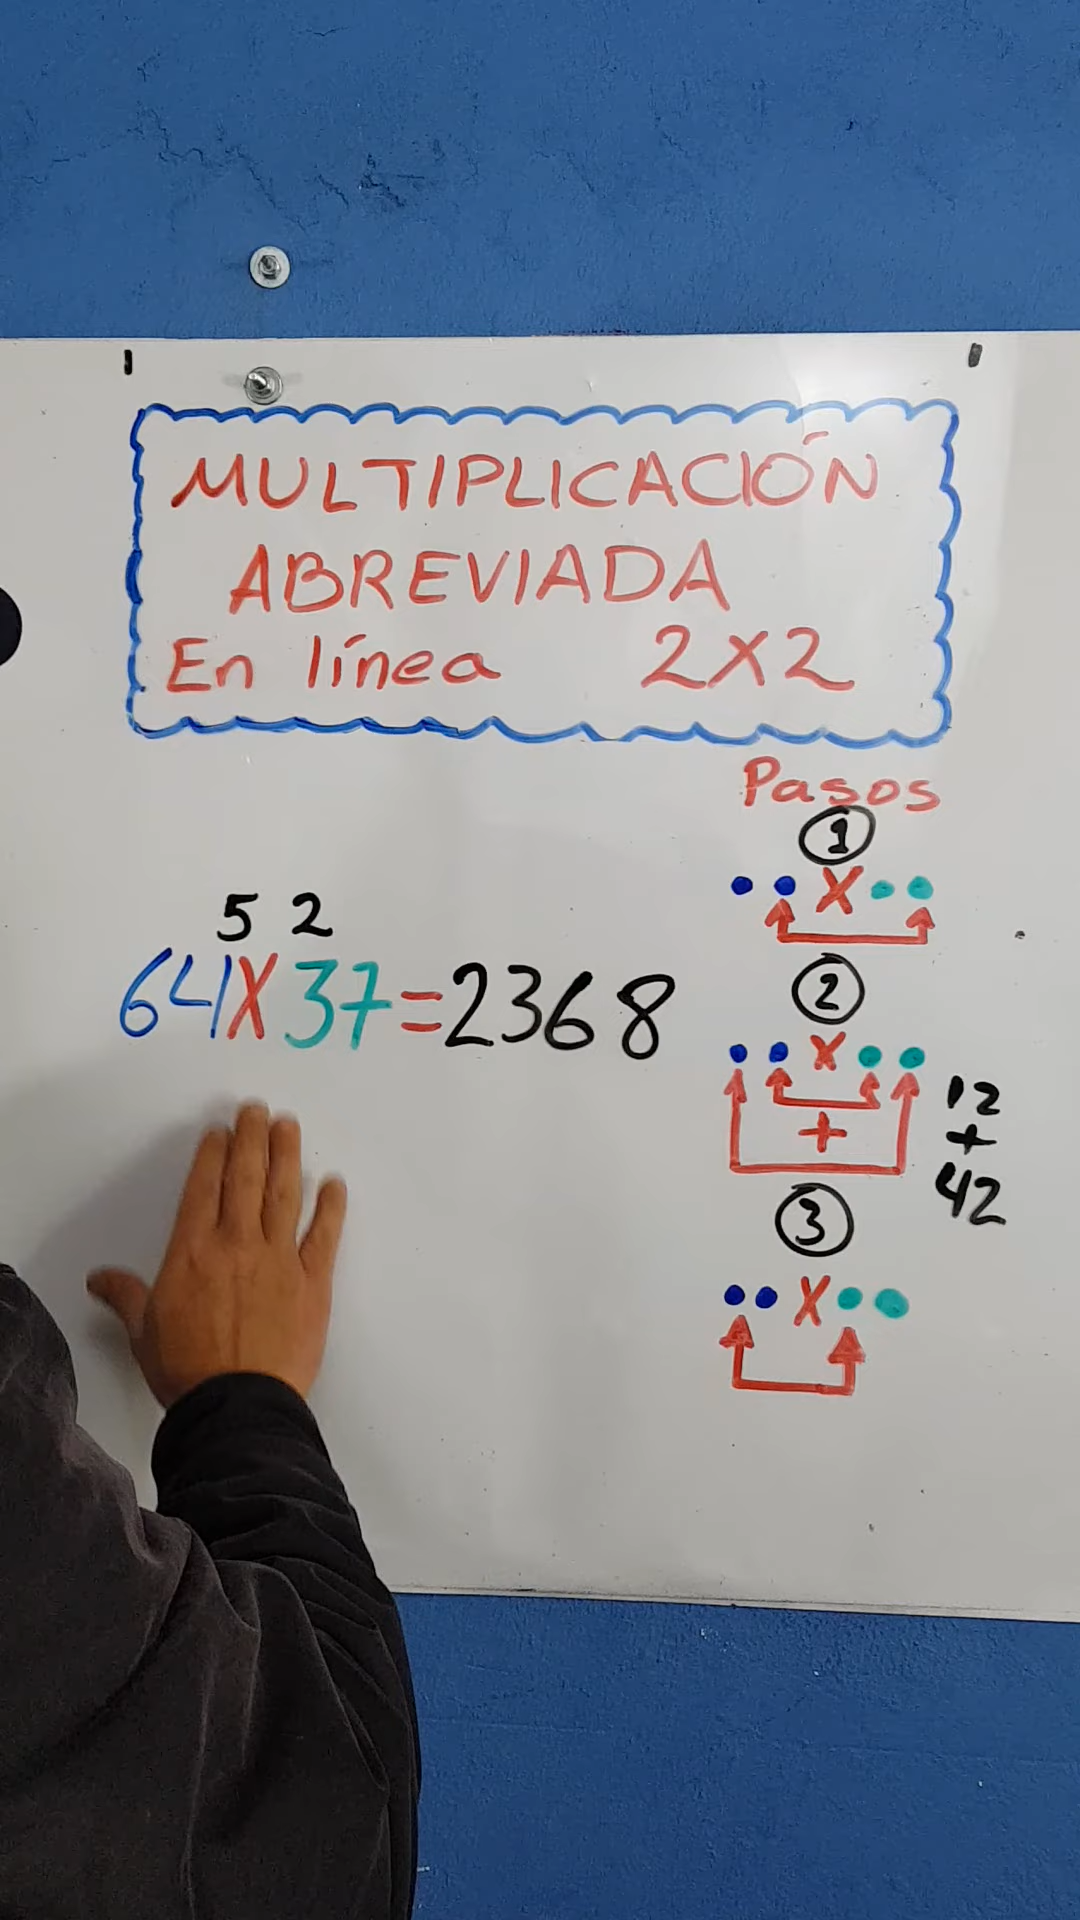 MULTIPLICACIÓN
ABREVIADA
En línea 2X2
Pasos
1
X
5 2
64X37=2368
2
X
+
12
+
42
3
X